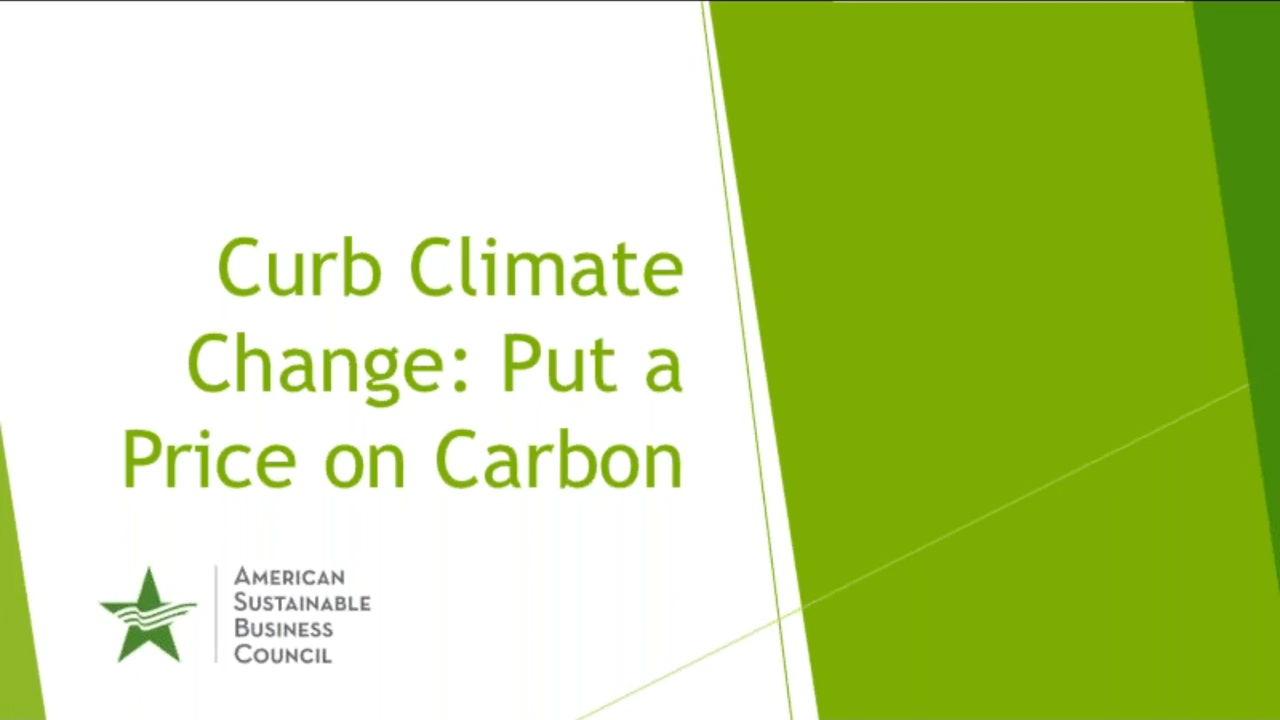 Curb Climate
Change: Put a
Price on Carbon
AMERICAN
SUSTAINABLE
BUSINESS
COUNCIL